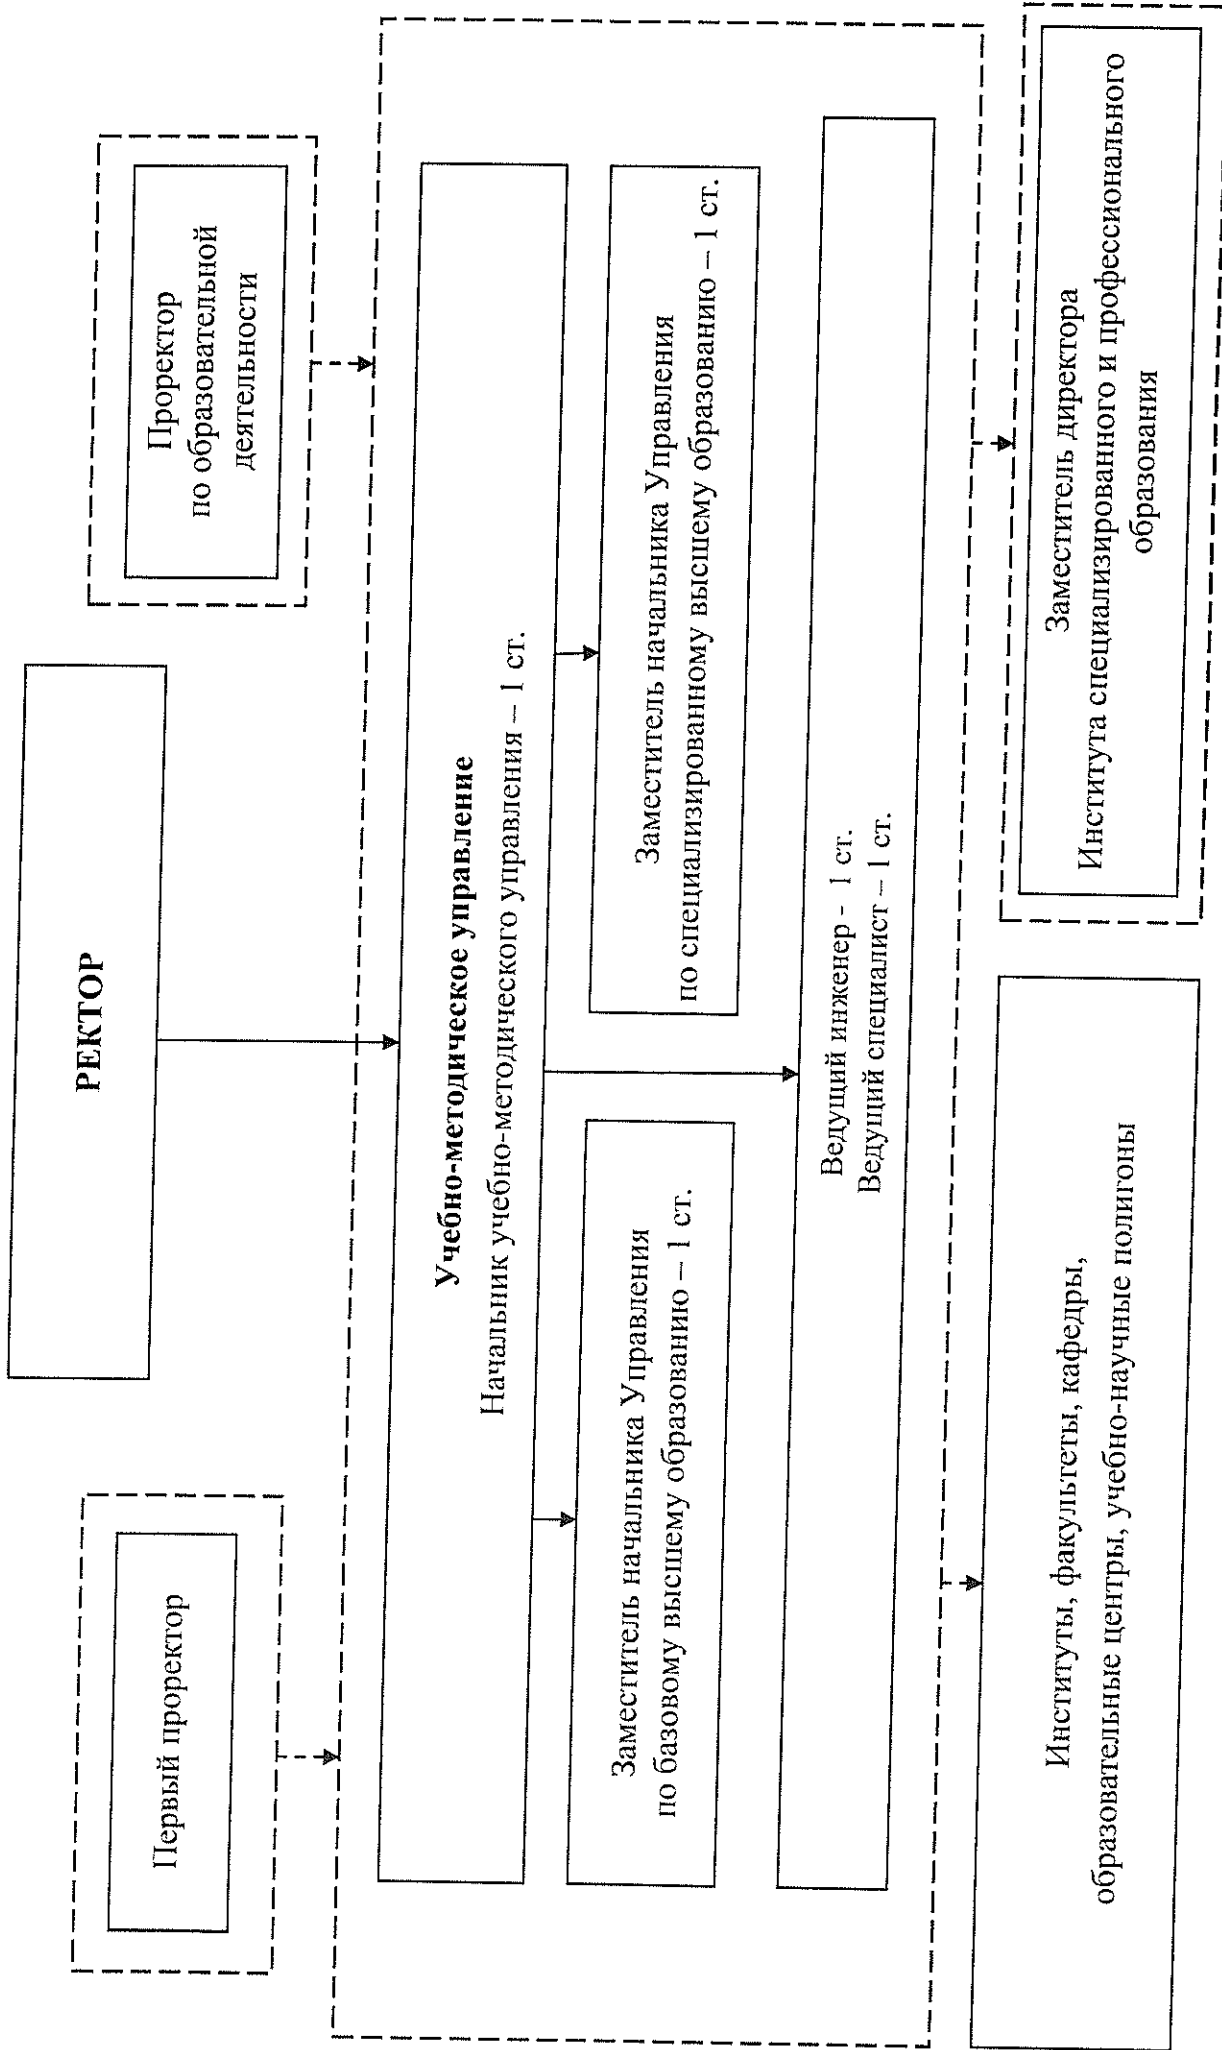 РЕКТОР
Первый проректор
Проректор
по образовательной
деятельности
Учебно-методическое управление
Начальник учебно-методического управления – 1 ст.
Заместитель начальника Управления
по базовому высшему образованию – 1 ст.
Заместитель начальника Управления
по специализированному высшему образованию – 1 ст.
Ведущий инженер - 1 ст.
Ведущий специалист – 1 ст.
Институты, факультеты, кафедры,
образовательные центры, учебно-научные полигоны
Заместитель директора
Института специализированного и профессионального
образования